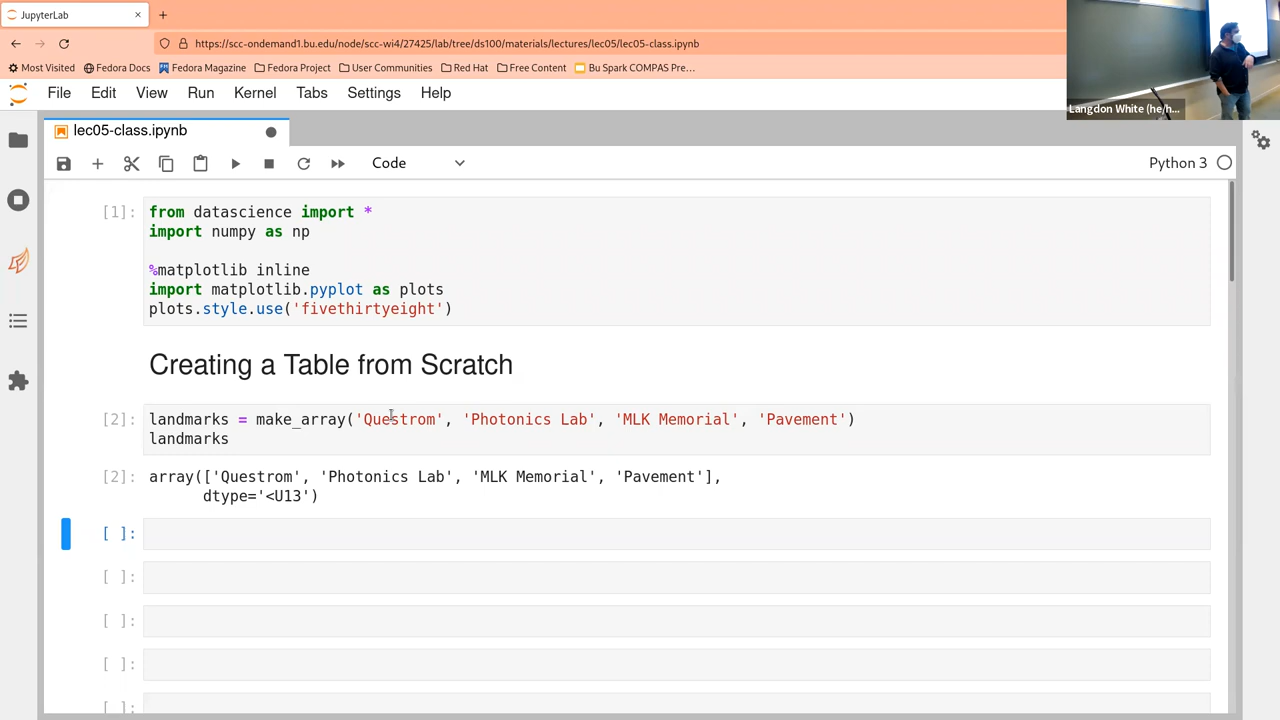 JupyterLab
https://scc-ondemand1.bu.edu/node/scc-wi4/27425/lab/tree/ds100/materials/lectures/lec05/lec05-class.ipynb
Most Visited Fedora Docs Fedora Magazine Fedora Project User Communities Red Hat Free Content Bu Spark COMPAS Pre…
Langdon White (he/h...
File Edit View Run Kernel Tabs Settings Help
lec05-class.ipynb
Code Python 3
[1]: from datascience import *
import numpy as np
%matplotlib inline
import matplotlib.pyplot as plots
plots.style.use('fivethirtyeight')
Creating a Table from Scratch
[2]: landmarks = make_array('Questrom', 'Photonics Lab', 'MLK Memorial', 'Pavement')
landmarks
[2]: array(['Questrom', 'Photonics Lab', 'MLK Memorial', 'Pavement'],
dtype='<U13')
[ ]:
[ ]:
[ ]:
[ ]:
[ ]: